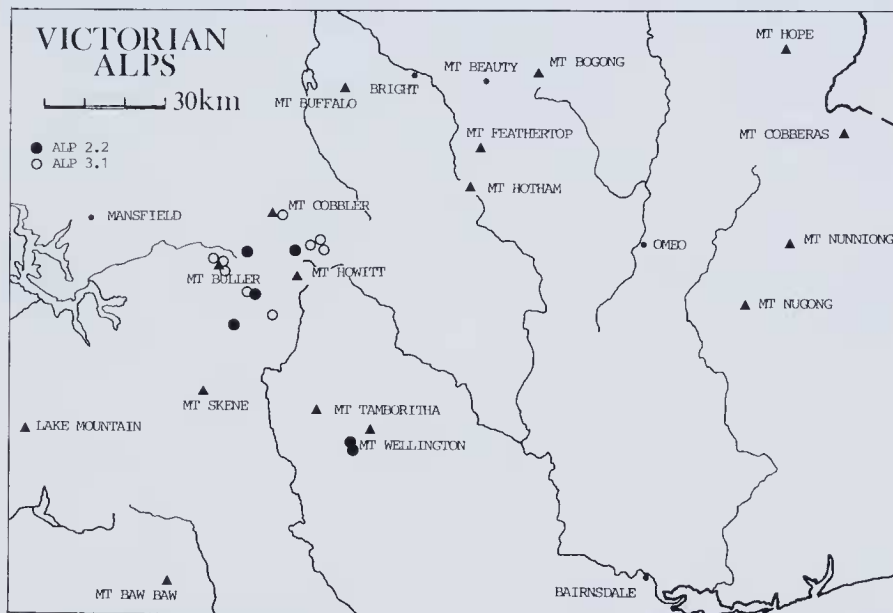 VICTORIAN
ALPS
30km
ALP 2.2
ALP 3.1
MT HOPE
MT BEAUTY
MT BOGONG
BRIGHT
MT BUFFALO
MT FEATHERTOP
MT COBBERAS
MT HOTHAM
MANSFIELD
MT COBBLER
OMEO
MT NUNNIONG
MT BULLER
MT HOWITT
MT NUGONG
MT SKENE
MT TAMBORITHA
LAKE MOUNTAIN
MT WELLINGTON
MT BAW BAW
BAIRNSDALE